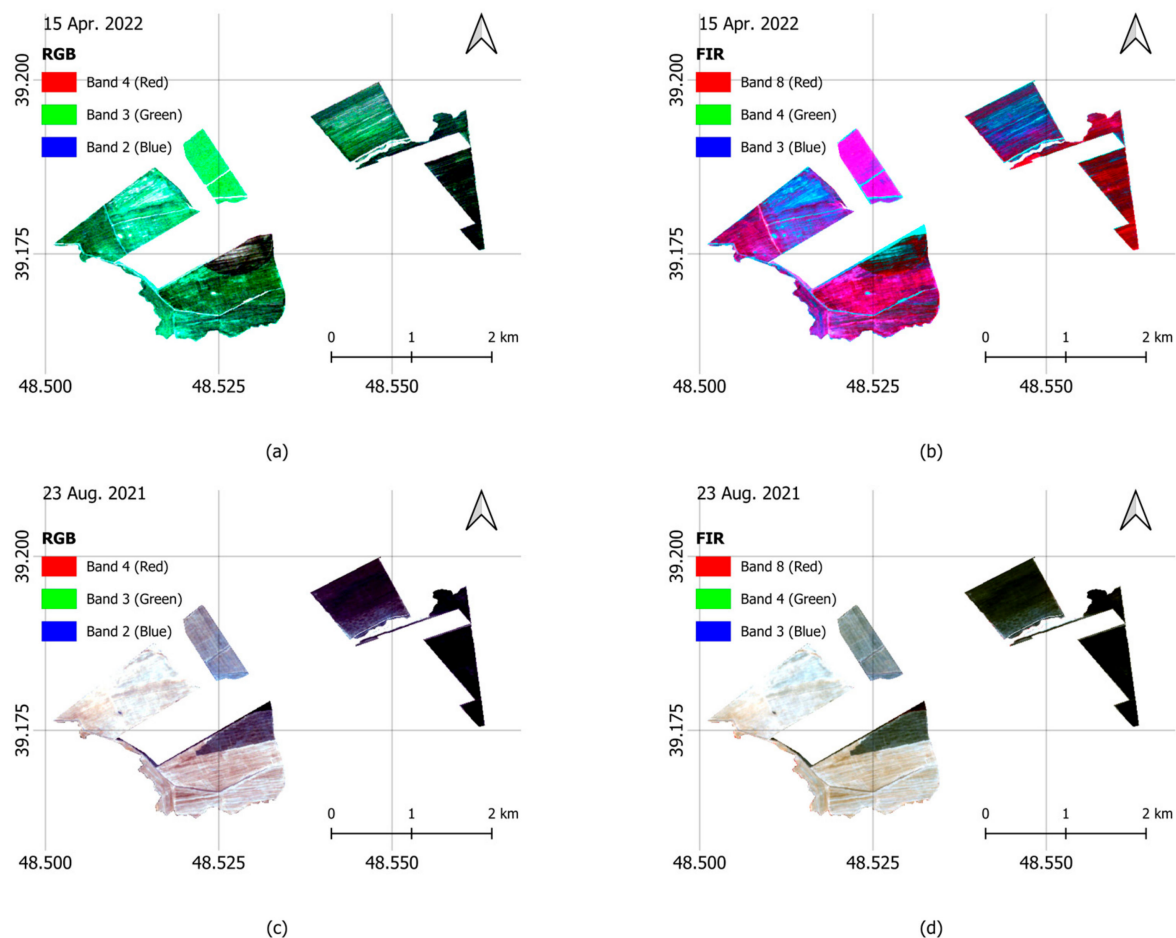 15 Apr. 2022
RGB
Band 4 (Red)
Band 3 (Green)
Band 2 (Blue)
39.200
39.175
0 1 2 km
48.500 48.525 48.550
(a)
15 Apr. 2022
FIR
Band 8 (Red)
Band 4 (Green)
Band 3 (Blue)
39.200
39.175
0 1 2 km
48.500 48.525 48.550
(b)
23 Aug. 2021
RGB
Band 4 (Red)
Band 3 (Green)
Band 2 (Blue)
39.200
39.175
0 1 2 km
48.500 48.525 48.550
(c)
23 Aug. 2021
FIR
Band 8 (Red)
Band 4 (Green)
Band 3 (Blue)
39.200
39.175
0 1 2 km
48.500 48.525 48.550
(d)